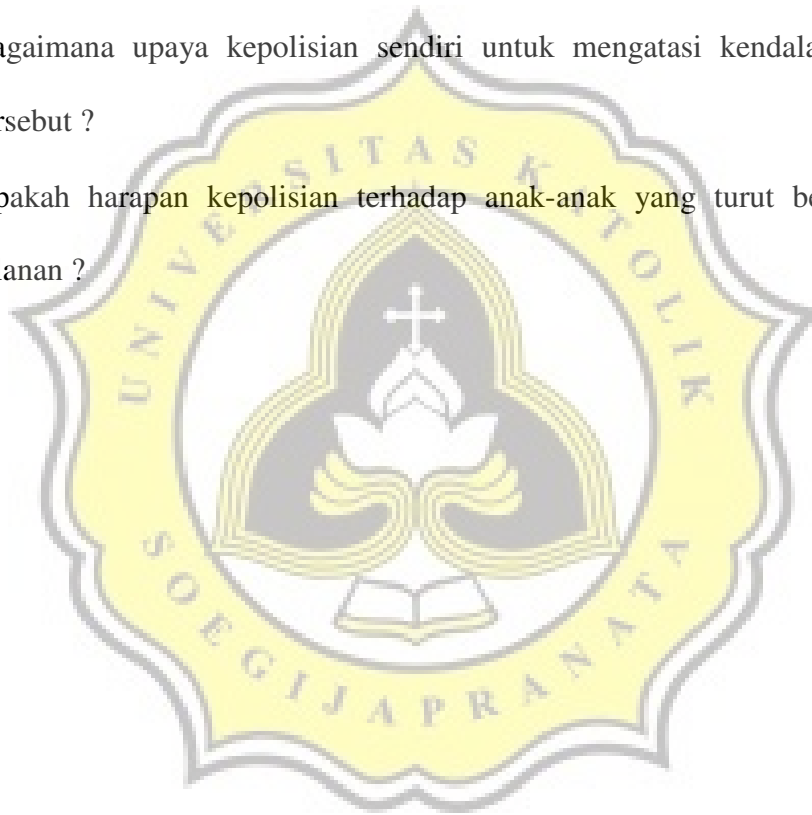 agaimana upaya kepolisian sendiri untuk mengatasi kendala
rsebut ?
pakah harapan kepolisian terhadap anak-anak yang turut be
lanan ?
UNIVERSITAS KATOLIK
SOEGIJAPRANATA